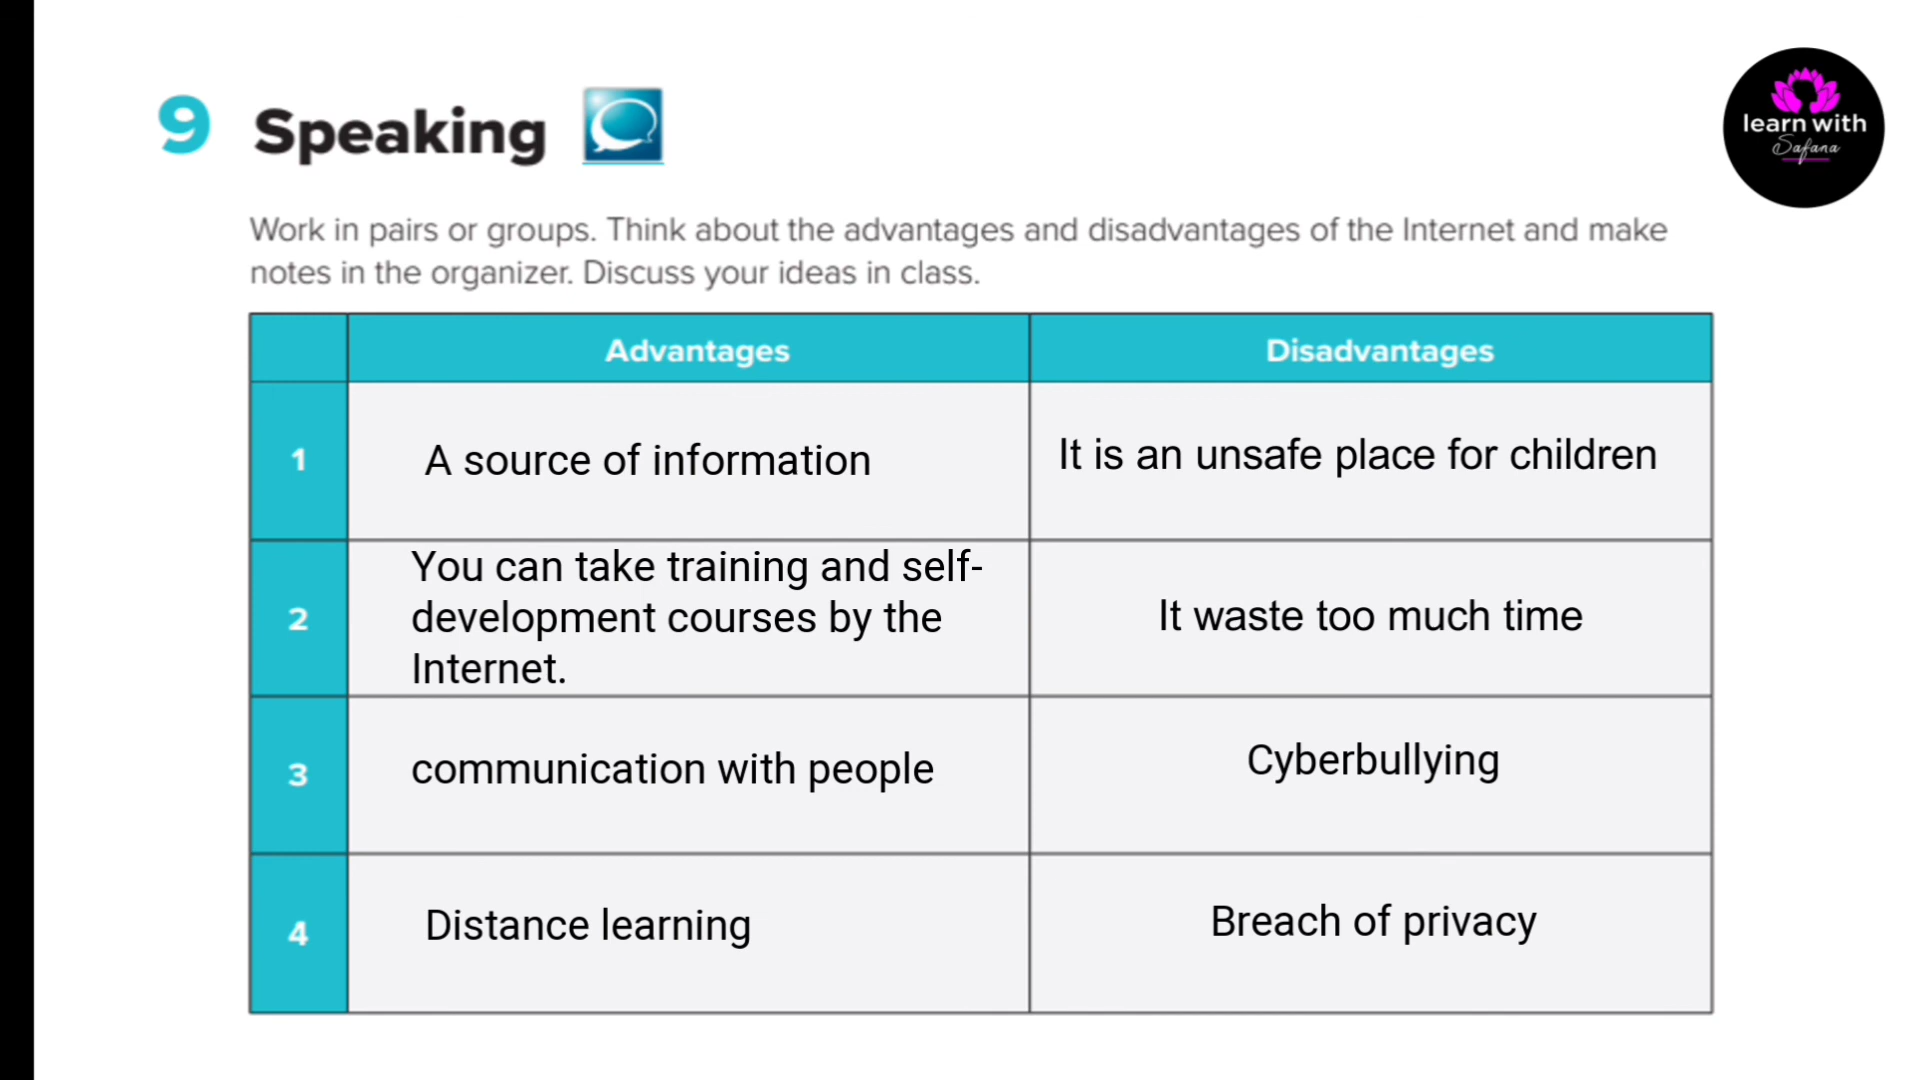 9 Speaking
learn with
Safana
Work in pairs or groups. Think about the advantages and disadvantages of the Internet and make
notes in the organizer. Discuss your ideas in class.
Advantages Disadvantages
1 A source of information It is an unsafe place for children
2 You can take training and self-
development courses by the
Internet.
It waste too much time
3 communication with people Cyberbullying
4 Distance learning Breach of privacy